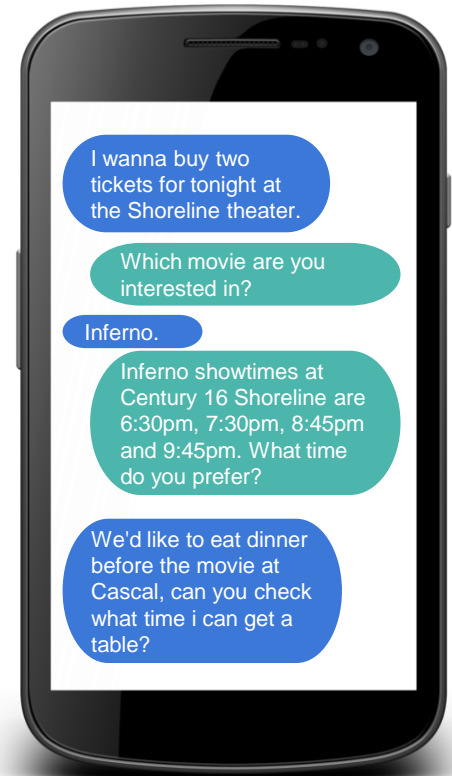 I wanna buy two
tickets for tonight at
the Shoreline theater.
Which movie are you
interested in?
Inferno.
Inferno showtimes at
Century 16 Shoreline are
6:30pm, 7:30pm, 8:45pm
and 9:45pm. What time
do you prefer?
We'd like to eat dinner
before the movie at
Cascal, can you check
what time i can get a
table?